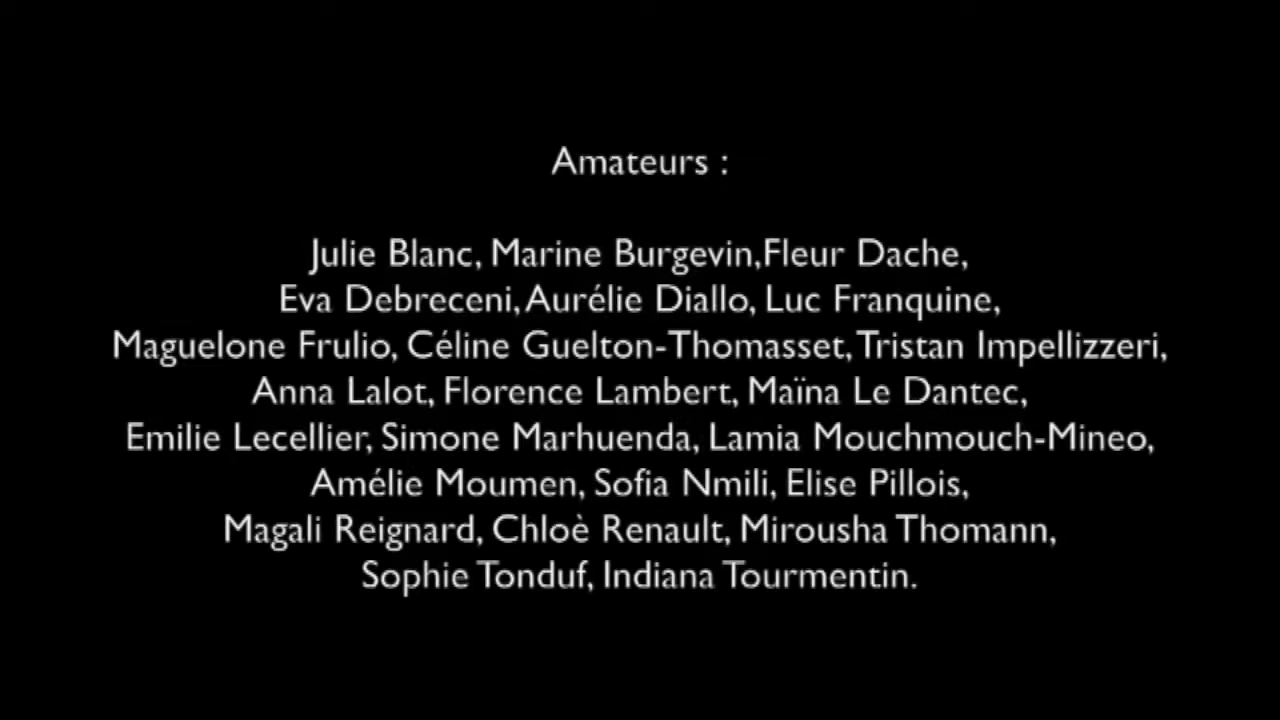 Amateurs :
Julie Blanc, Marine Burgevin,Fleur Dache,
Eva Debreceni, Aurélie Diallo, Luc Franquine,
Maguelone Frulio, Céline Guelton-Thomasset, Tristan Impellizzeri,
Anna Lalot, Florence Lambert, Maïna Le Dantec,
Emilie Lecellier, Simone Marhuenda, Lamia Mouchmouch-Mineo,
Amélie Moumen, Sofia Nmili, Elise Pillois,
Magali Reignard, Chloè Renault, Mirousha Thomann,
Sophie Tonduf, Indiana Tourmentin.